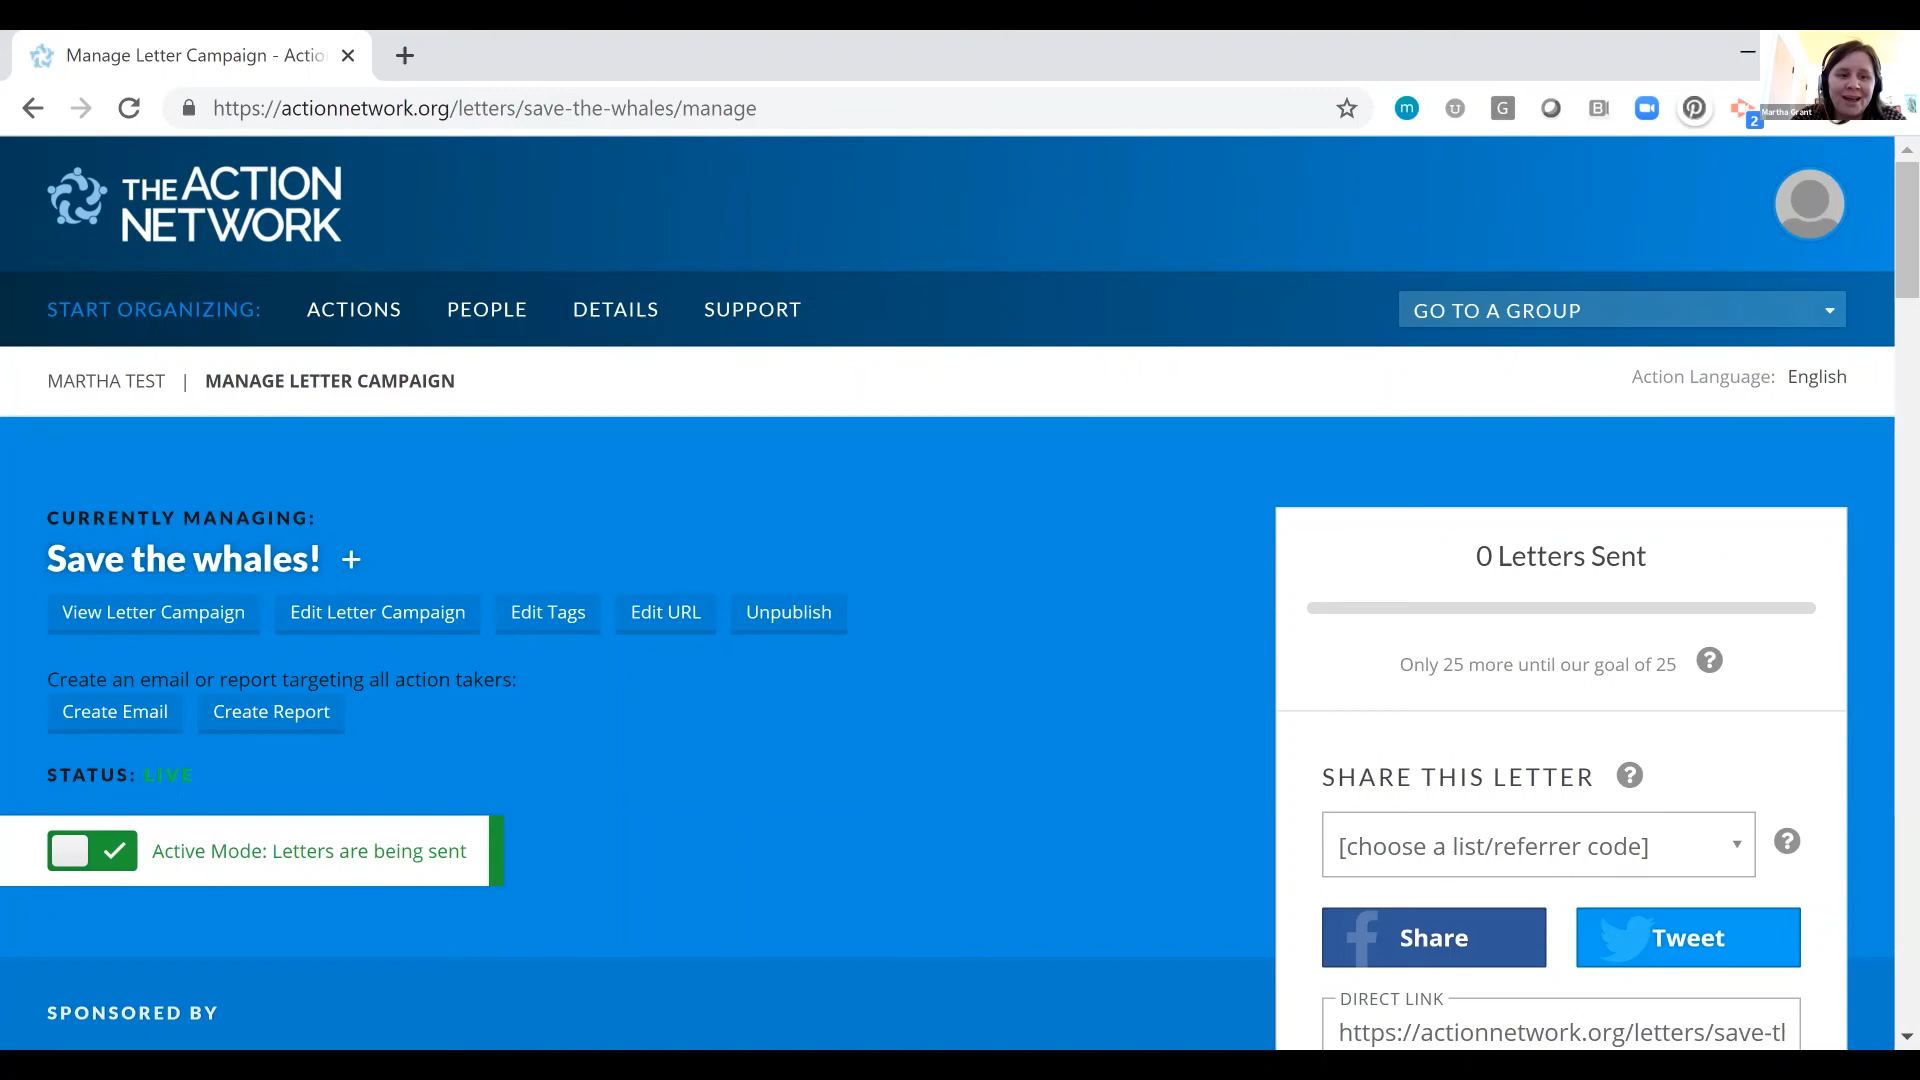 Manage Letter Campaign - Actio
https://actionnetwork.org/letters/save-the-whales/manage
2
Martha Grant
THE ACTION
NETWORK
START ORGANIZING: ACTIONS PEOPLE DETAILS SUPPORT GO TO A GROUP
MARTHA TEST | MANAGE LETTER CAMPAIGN
Action Language: English
CURRENTLY MANAGING:
Save the whales! +
View Letter Campaign Edit Letter Campaign Edit Tags Edit URL Unpublish
Create an email or report targeting all action takers:
Create Email Create Report
STATUS: LIVE
Active Mode: Letters are being sent
SPONSORED BY
0 Letters Sent
Only 25 more until our goal of 25 ?
SHARE THIS LETTER ?
[choose a list/referrer code] ?
Share Tweet
DIRECT LINK
https://actionnetwork.org/letters/save-tl